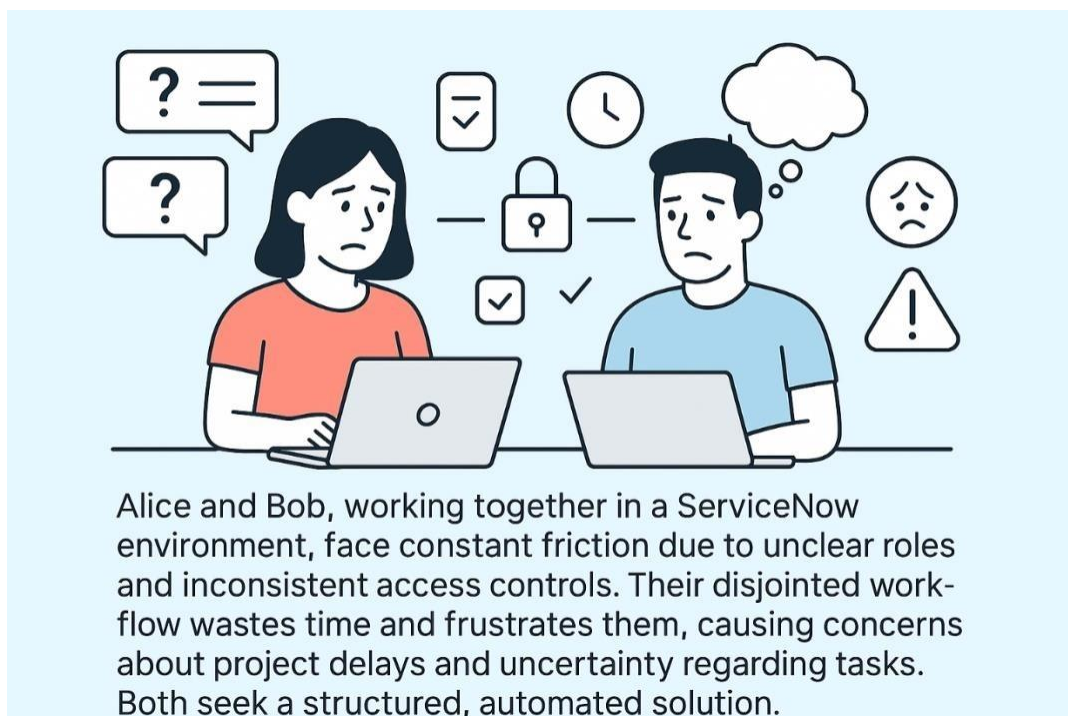 ?
?
Alice and Bob, working together in a ServiceNow
environment, face constant friction due to unclear roles
and inconsistent access controls. Their disjointed work-
flow wastes time and frustrates them, causing concerns
about project delays and uncertainty regarding tasks.
Both seek a structured, automated solution.